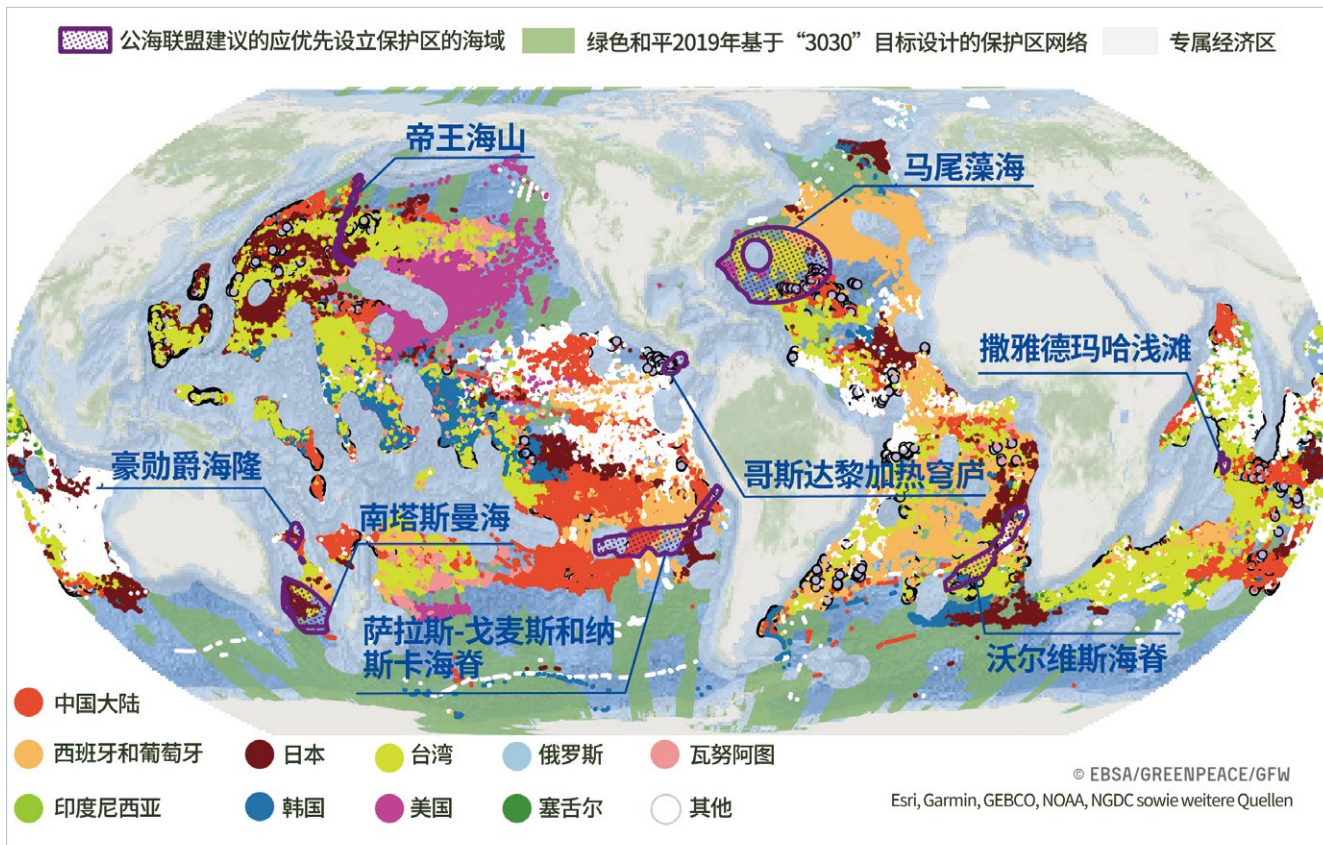 公海联盟建议的应优先设立保护区的海域
绿色和平2019年基于“3030”目标设计的保护区网络
专属经济区
帝王海山
马尾藻海
撒雅德玛哈浅滩
豪勋爵海隆
哥斯达黎加热穹庐
南塔斯曼海
萨拉斯-戈麦斯和纳
斯卡海脊
沃尔维斯海脊
中国大陆
西班牙和葡萄牙
日本
台湾
俄罗斯
瓦努阿图
印度尼西亚
韩国
美国
塞舌尔
其他
© EBSA/GREENPEACE/GFW
Esri, Garmin, GEBCO, NOAA, NGDC sowie weitere Quellen